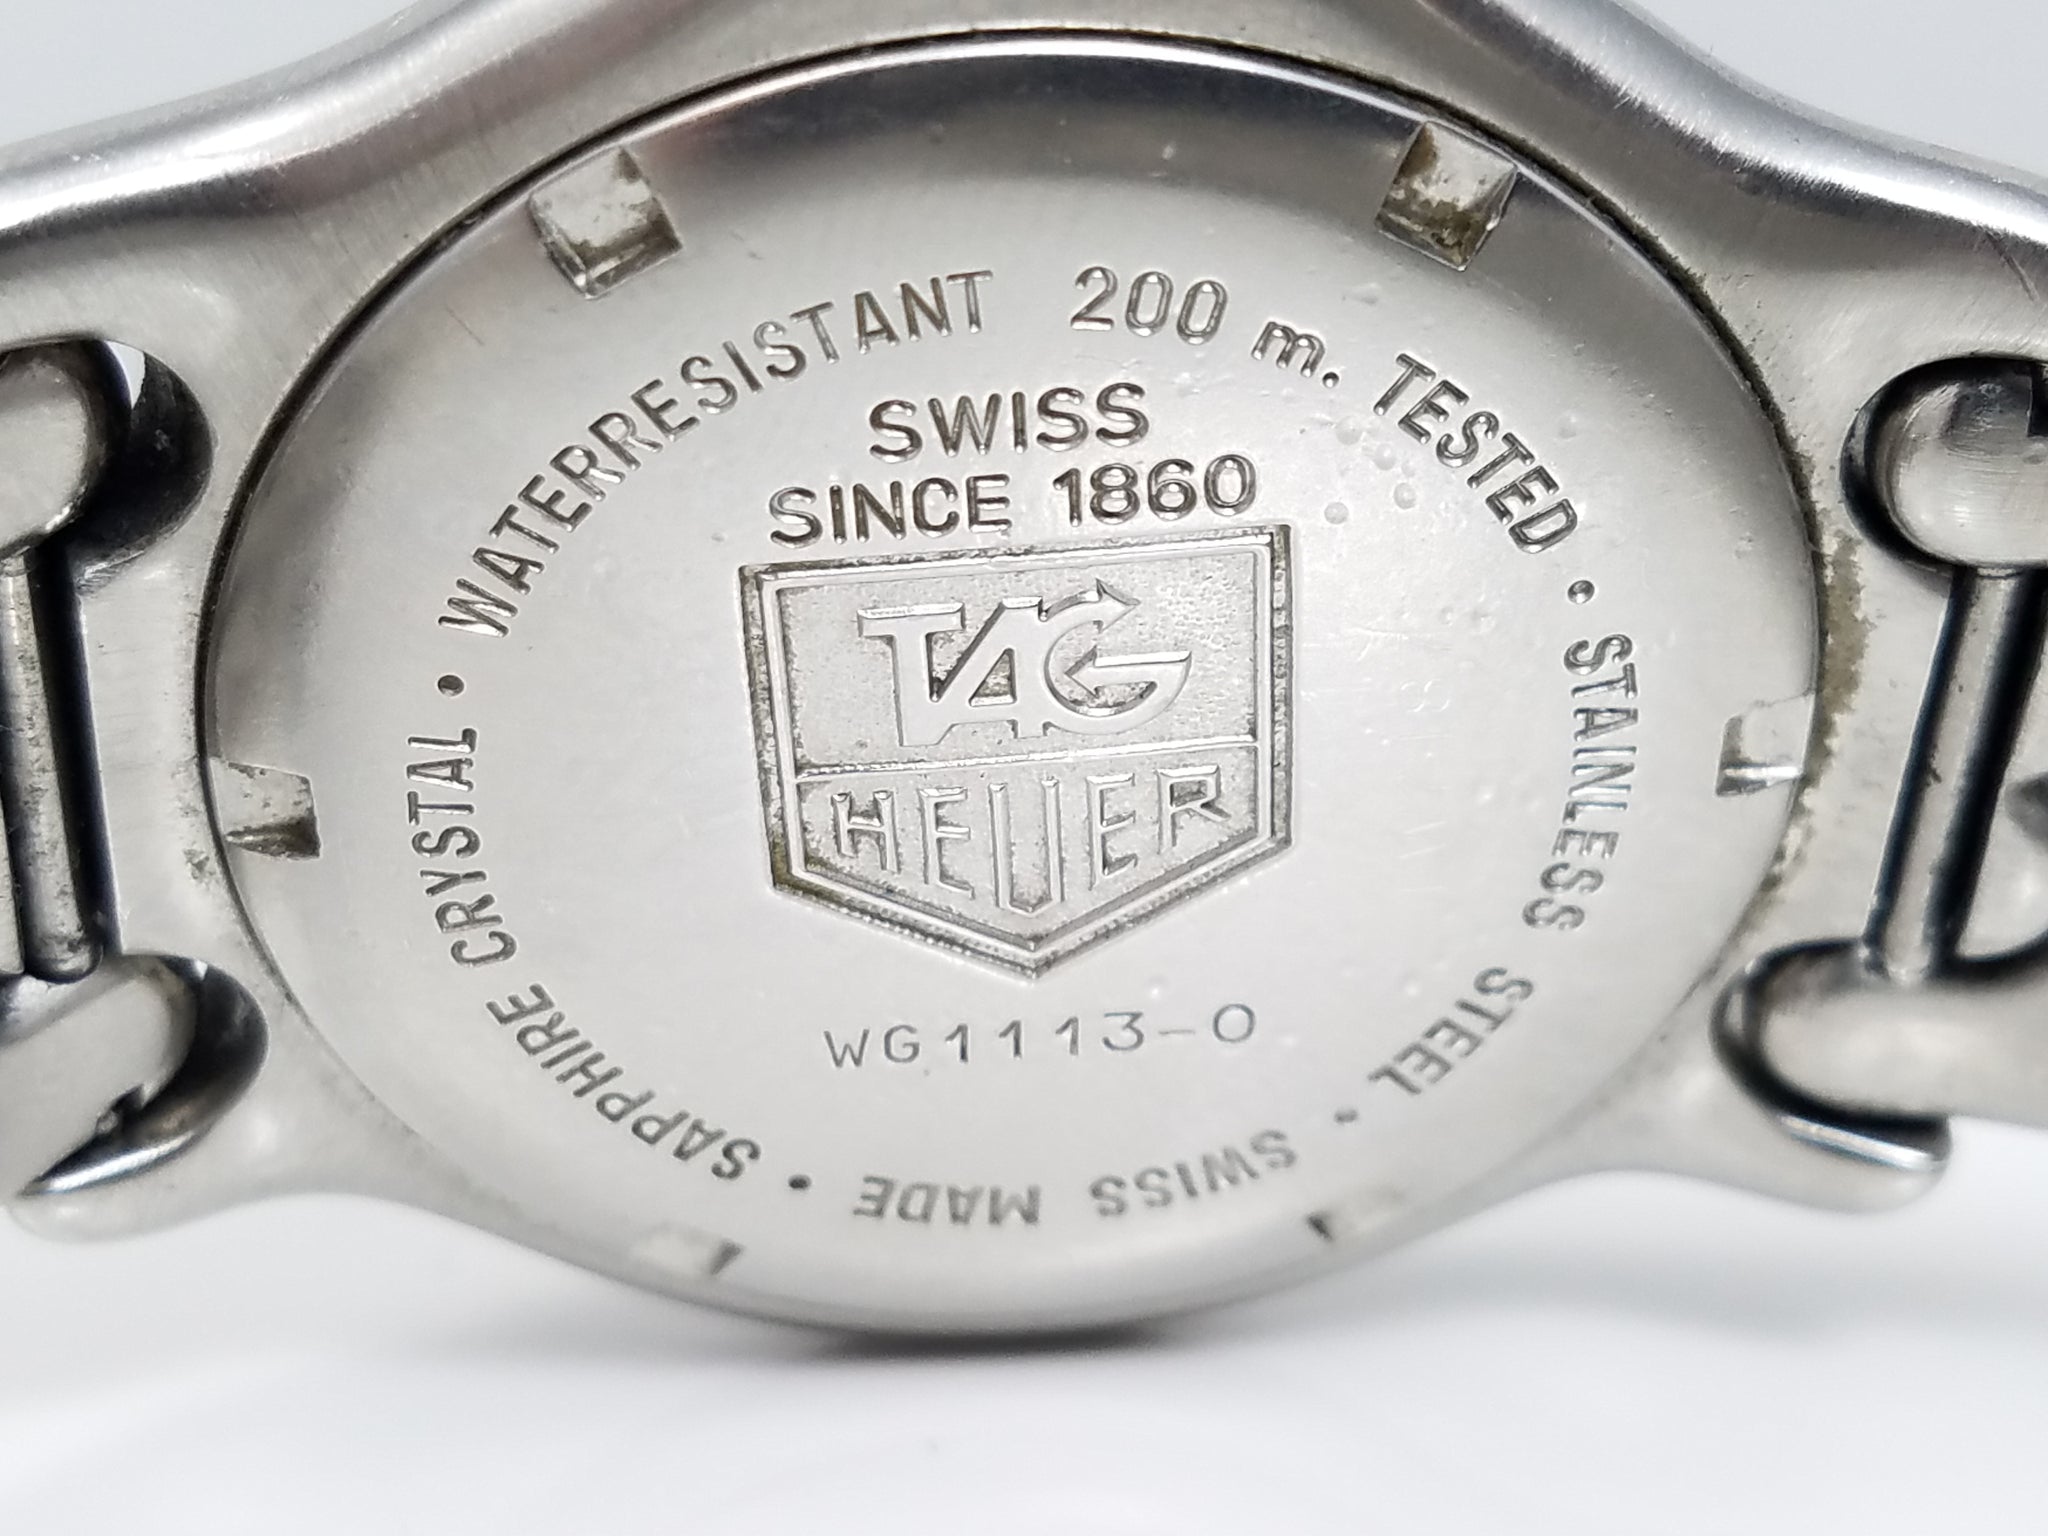 WATERRESISTANT 200 m. TESTED · STAINLESS STEEL · SWISS MADE · SAPPHIRE CRYSTAL ·
SWISS
SINCE 1860
TAG
HEUER
WG1113-0